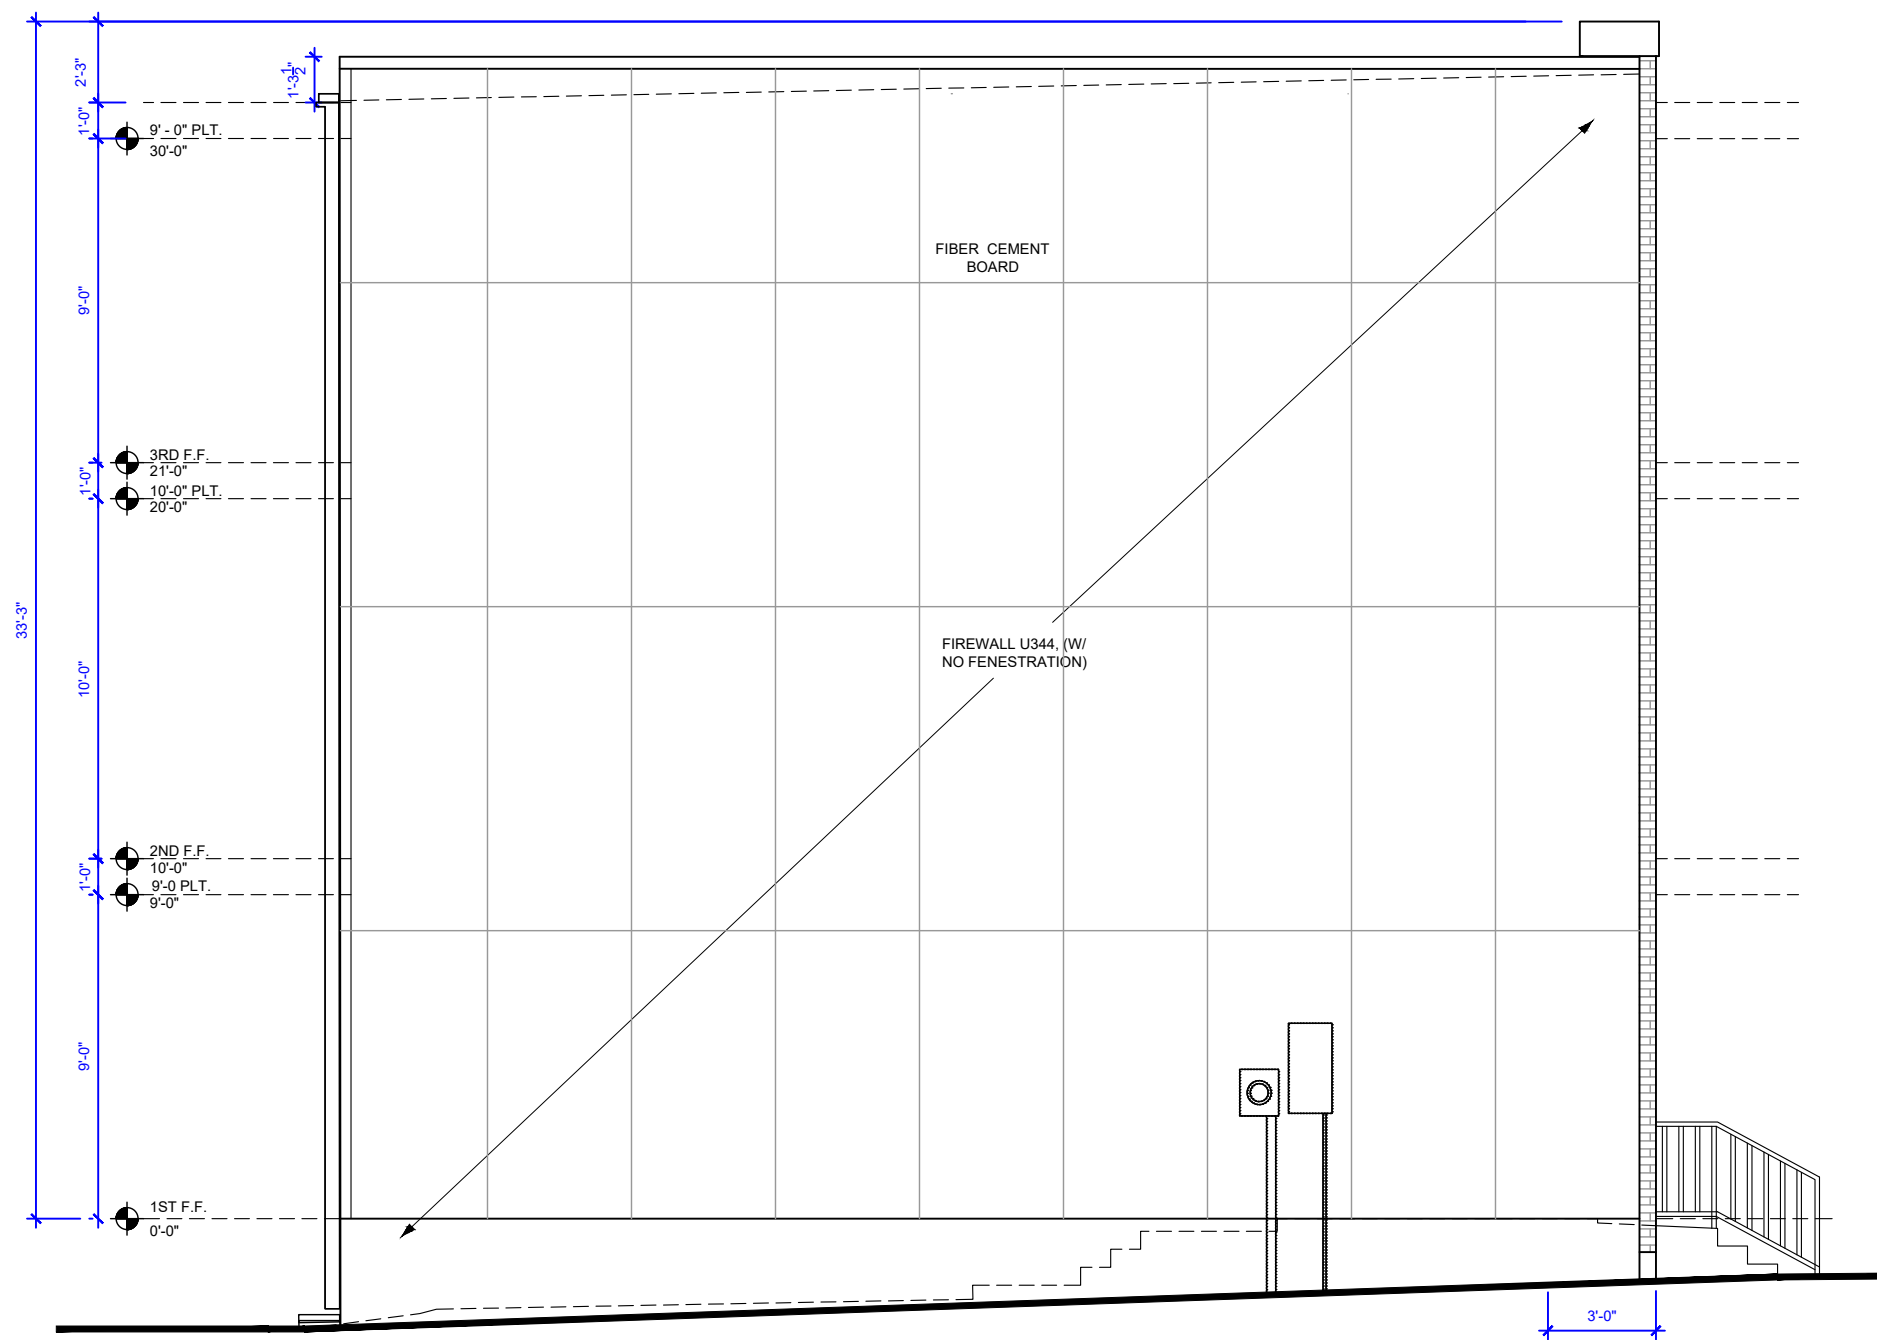 2'-3"
1'-3 1/2"
1'-0"
9' - 0" PLT.
30'-0"
9'-0"
FIBER CEMENT
BOARD
3RD F.F.
21'-0"
1'-0"
10'-0" PLT.
20'-0"
33'-3"
10'-0"
FIREWALL U344, (W/
NO FENESTRATION)
2ND F.F.
10'-0"
1'-0"
9'-0 PLT.
9'-0"
9'-0"
1ST F.F.
0'-0"
3'-0"